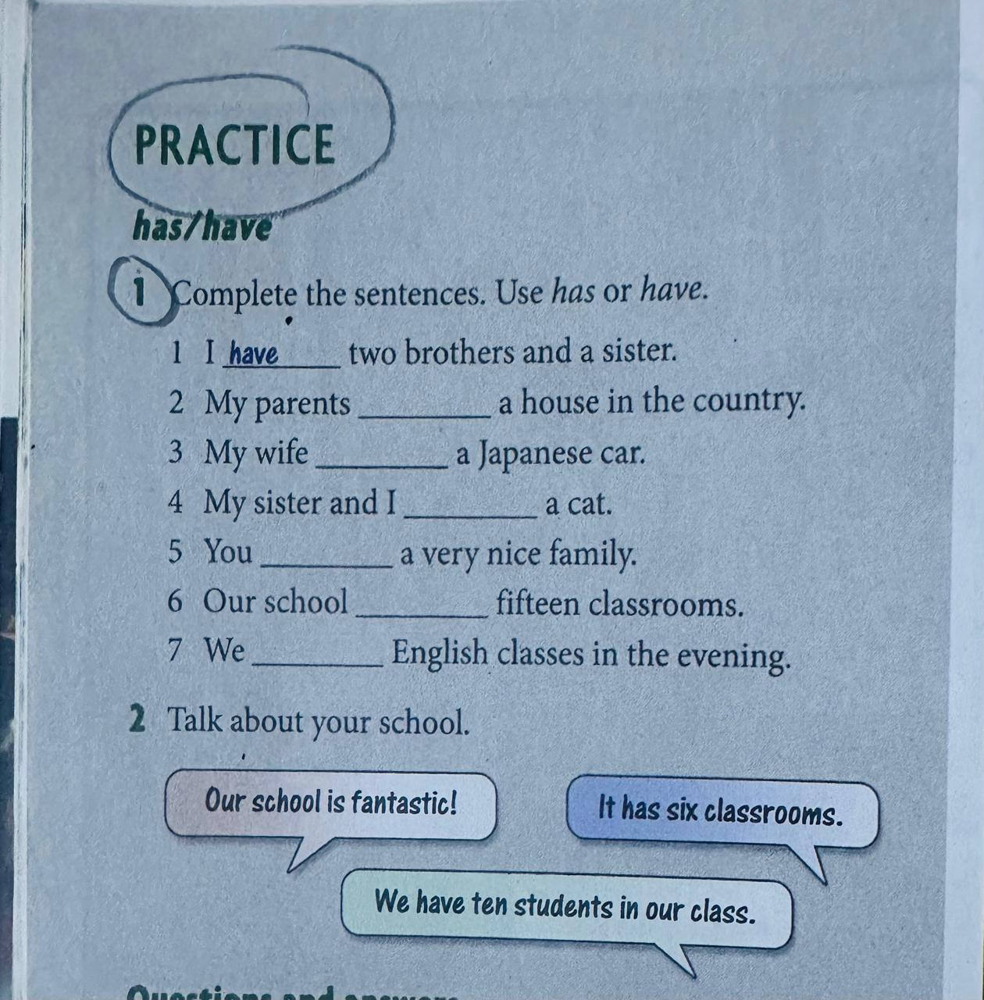 PRACTICE
has/have
1 Complete the sentences. Use has or have.
1 I have two brothers and a sister.
2 My parents ________ a house in the country.
3 My wife ________ a Japanese car.
4 My sister and I ________ a cat.
5 You ________ a very nice family.
6 Our school ________ fifteen classrooms.
7 We ________ English classes in the evening.
2 Talk about your school.
Our school is fantastic!
It has six classrooms.
We have ten students in our class.
Questions and answers